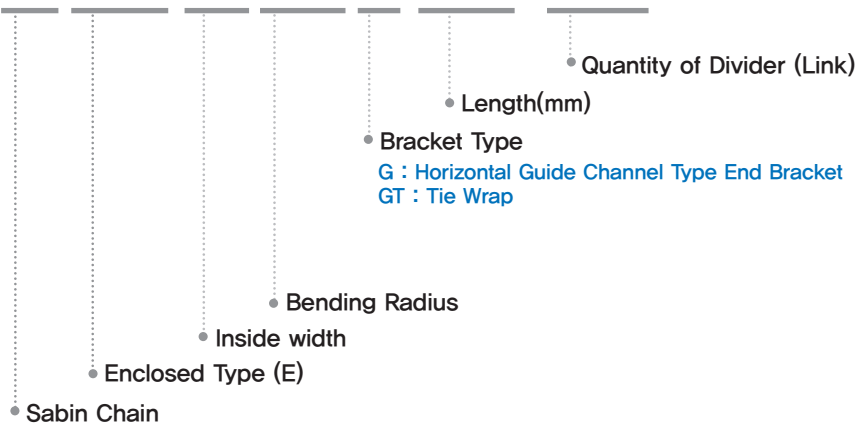 Quantity of Divider (Link)
Length(mm)
Bracket Type
G : Horizontal Guide Channel Type End Bracket
GT : Tie Wrap
Bending Radius
Inside width
Enclosed Type (E)
Sabin Chain